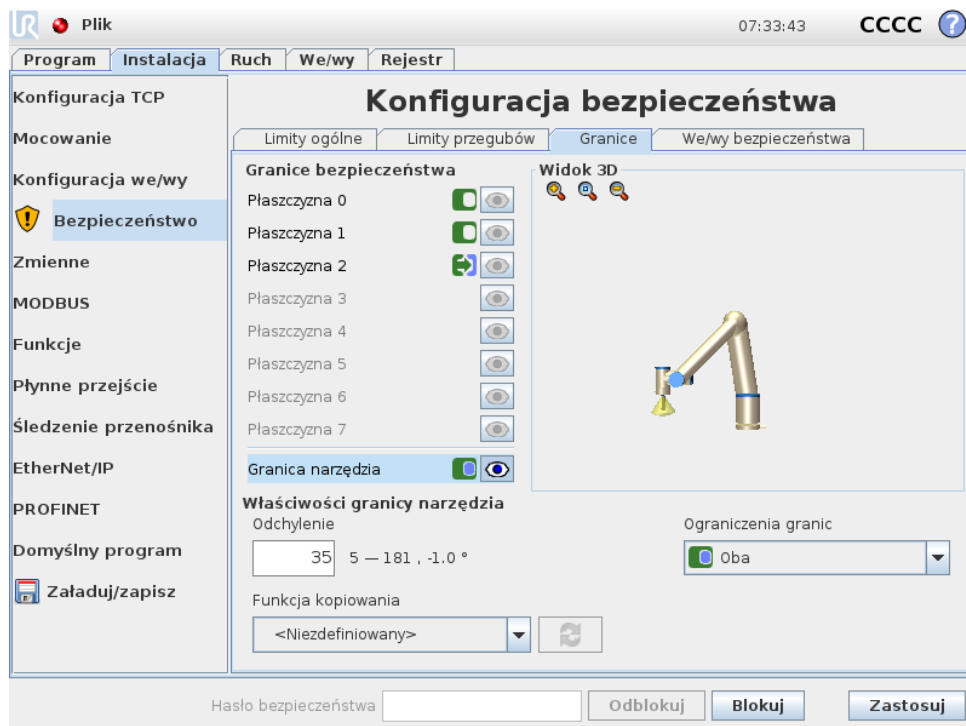 UR Plik 07:33:43 CCCC ?
Program Instalacja Ruch We/wy Rejestr
Konfiguracja TCP
Mocowanie
Konfiguracja we/wy
Bezpieczeństwo
Zmienne
MODBUS
Funkcje
Płynne przejście
Śledzenie przenośnika
EtherNet/IP
PROFINET
Domyślny program
Załaduj/zapisz
Konfiguracja bezpieczeństwa
Limity ogólne Limity przegubów Granice We/wy bezpieczeństwa
Granice bezpieczeństwa
Płaszczyzna 0
Płaszczyzna 1
Płaszczyzna 2
Płaszczyzna 3
Płaszczyzna 4
Płaszczyzna 5
Płaszczyzna 6
Płaszczyzna 7
Granica narzędzia
Widok 3D
Właściwości granicy narzędzia
Odchylenie
35 5 — 181 , -1.0 °
Ograniczenia granic
Oba
Funkcja kopiowania
<Niezdefiniowany>
Hasło bezpieczeństwa Odblokuj Blokuj Zastosuj